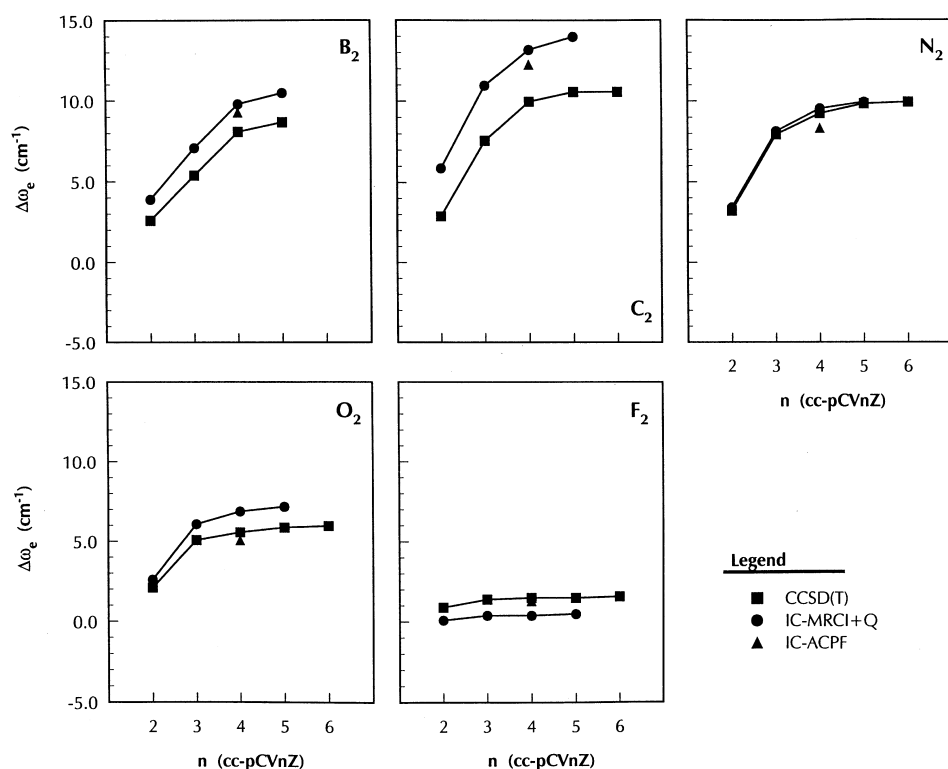 15.0
B₂
10.0
5.0
0.0
-5.0
Δωₑ (cm⁻¹)
C₂
N₂
2 3 4 5 6
n (cc-pCVnZ)
15.0
O₂
10.0
5.0
0.0
-5.0
Δωₑ (cm⁻¹)
2 3 4 5 6
n (cc-pCVnZ)
F₂
2 3 4 5 6
n (cc-pCVnZ)
Legend
CCSD(T)
IC-MRCI+Q
IC-ACPF